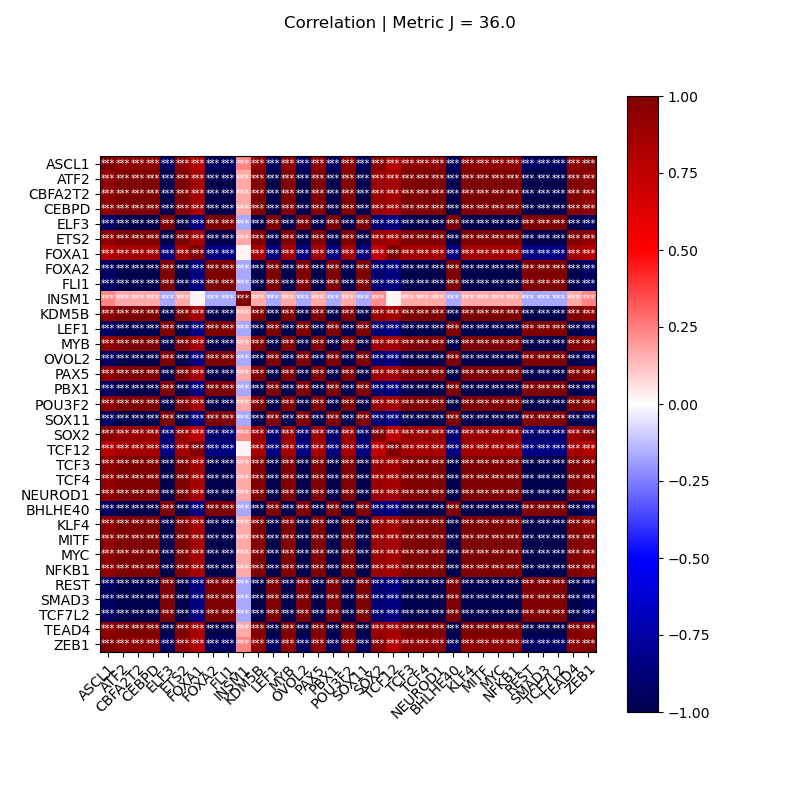 Correlation | Metric J = 36.0
ASCL1
ATF2
CBFA2T2
CEBPD
ELF3
ETS2
FOXA1
FOXA2
FLI1
INSM1
KDM5B
LEF1
MYB
OVOL2
PAX5
PBX1
POU3F2
SOX11
SOX2
TCF12
TCF3
TCF4
NEUROD1
BHLHE40
KLF4
MITF
MYC
NFKB1
REST
SMAD3
TCF7L2
TEAD4
ZEB1
ASCL1
ATF2
CBFA2T2
CEBPD
ELF3
ETS2
FOXA1
FOXA2
FLI1
INSM1
KDM5B
LEF1
MYB
OVOL2
PAX5
PBX1
POU3F2
SOX11
SOX2
TCF12
TCF3
TCF4
NEUROD1
BHLHE40
KLF4
MITF
MYC
NFKB1
REST
SMAD3
TCF7L2
TEAD4
ZEB1
1.00
0.75
0.50
0.25
0.00
−0.25
−0.50
−0.75
−1.00